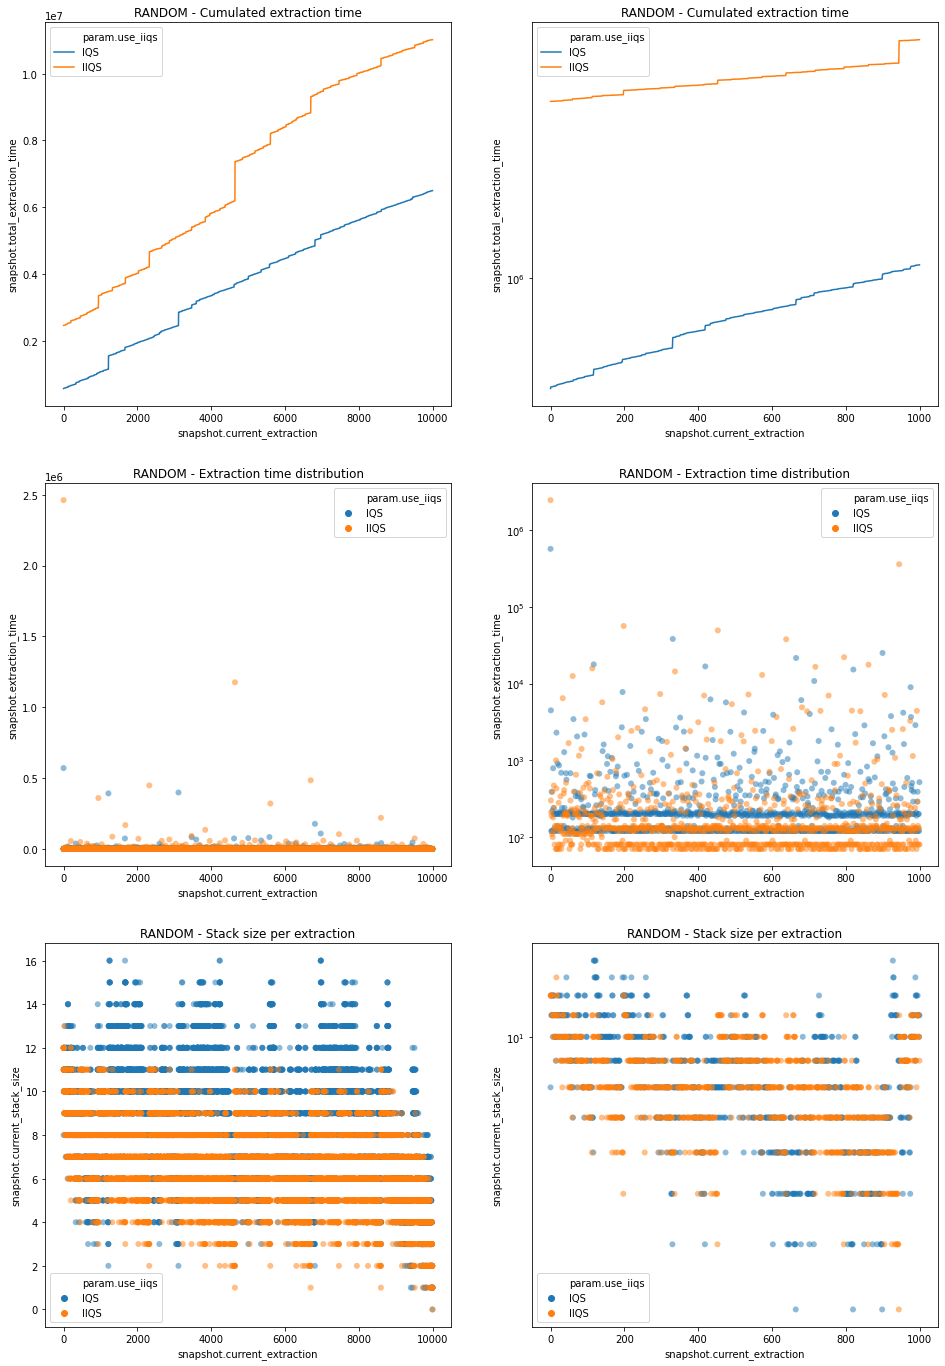 RANDOM - Cumulated extraction time
1e7
param.use_iiqs
IQS
IIQS
1.0
0.8
0.6
0.4
0.2
snapshot.total_extraction_time
0 2000 4000 6000 8000 10000
snapshot.current_extraction
RANDOM - Cumulated extraction time
param.use_iiqs
IQS
IIQS
10^6
snapshot.total_extraction_time
0 200 400 600 800 1000
snapshot.current_extraction
RANDOM - Extraction time distribution
1e6
param.use_iiqs
IQS
IIQS
2.5
2.0
1.5
1.0
0.5
0.0
snapshot.extraction_time
0 2000 4000 6000 8000 10000
snapshot.current_extraction
RANDOM - Extraction time distribution
param.use_iiqs
IQS
IIQS
10^6
10^5
10^4
10^3
10^2
snapshot.extraction_time
0 200 400 600 800 1000
snapshot.current_extraction
RANDOM - Stack size per extraction
16
14
12
10
8
6
4
2
0
snapshot.current_stack_size
param.use_iiqs
IQS
IIQS
0 2000 4000 6000 8000 10000
snapshot.current_extraction
RANDOM - Stack size per extraction
10^1
snapshot.current_stack_size
param.use_iiqs
IQS
IIQS
0 200 400 600 800 1000
snapshot.current_extraction